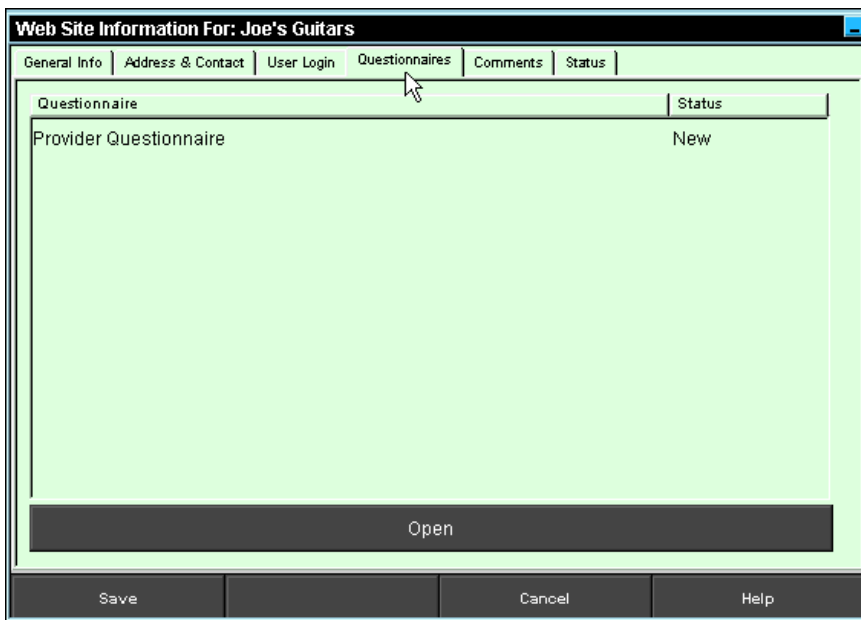 Web Site Information For: Joe's Guitars
General Info Address & Contact User Login Questionnaires Comments Status
Questionnaire Status
Provider Questionnaire New
Open
Save Cancel Help